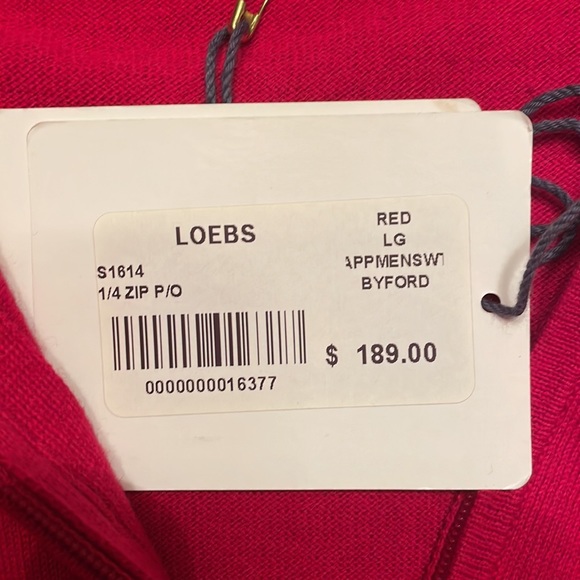 LOEBS
S1614
1/4 ZIP P/O
0000000016377
RED
LG
APPMENSWT
BYFORD
$ 189.00